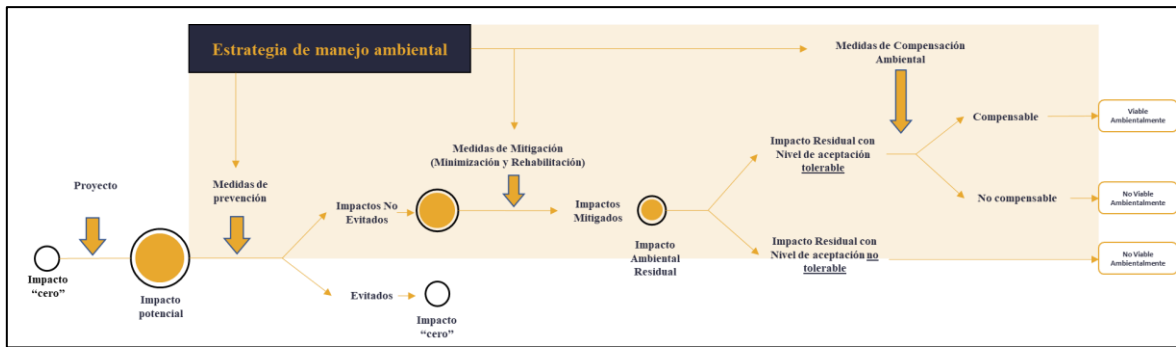 Estrategia de manejo ambiental
Medidas de Compensación
Ambiental
Viable
Ambientalmente
Compensable
Medidas de Mitigación
(Minimización y Rehabilitación)
Impacto Residual con
Nivel de aceptación
tolerable
Proyecto
Medidas de
prevención
Impactos No
Evitados
Impactos
Mitigados
No compensable
No Viable
Ambientalmente
Impacto
Ambiental
Residual
Impacto Residual con
Nivel de aceptación no
tolerable
No Viable
Ambientalmente
Impacto
“cero”
Impacto
potencial
Evitados
Impacto
“cero”